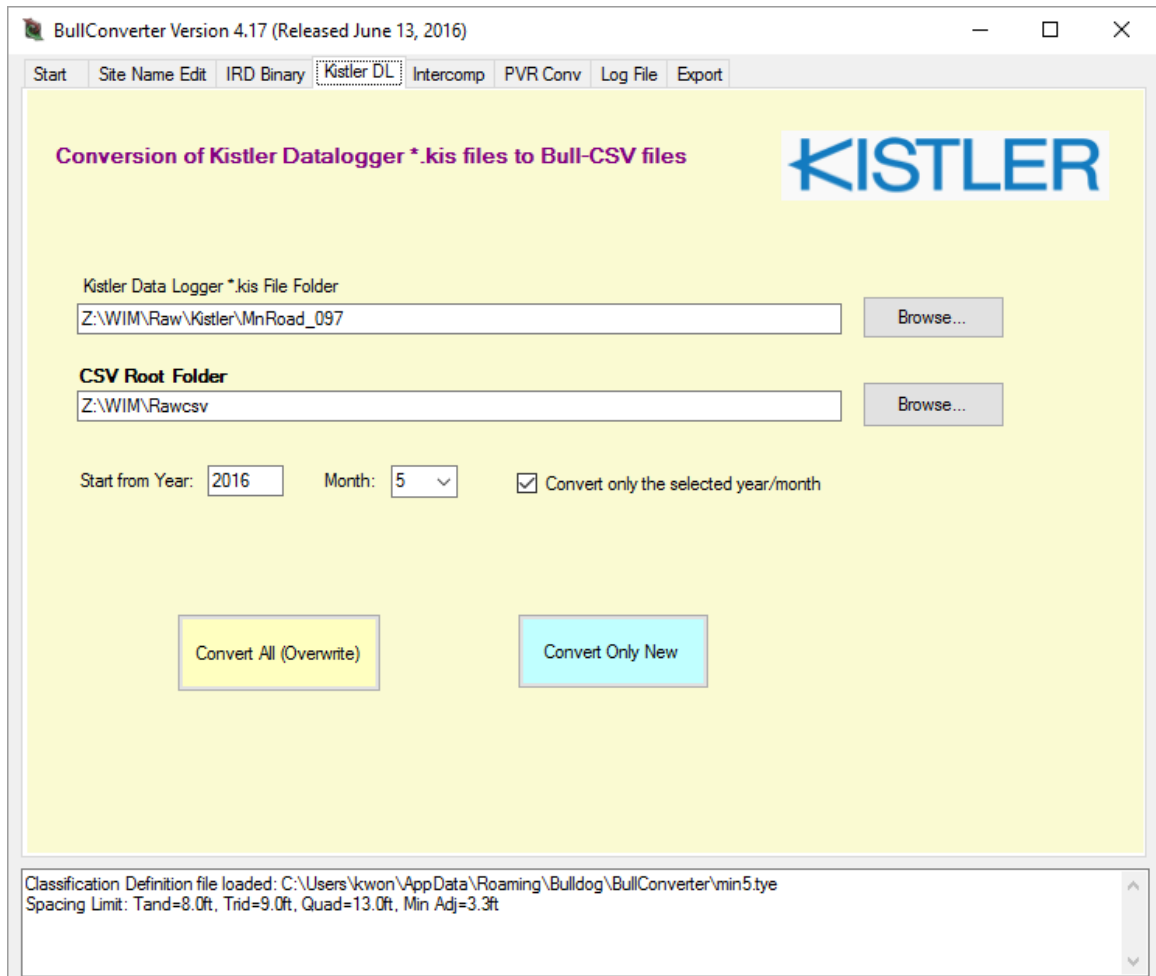 BullConverter Version 4.17 (Released June 13, 2016)
Start Site Name Edit IRD Binary Kistler DL Intercomp PVR Conv Log File Export
Conversion of Kistler Datalogger *.kis files to Bull-CSV files
KISTLER
Kistler Data Logger *.kis File Folder
Z:\WIM\Raw\Kistler\MnRoad_097 Browse...
CSV Root Folder
Z:\WIM\Rawcsv Browse...
Start from Year: 2016 Month: 5 Convert only the selected year/month
Convert All (Overwrite) Convert Only New
Classification Definition file loaded: C:\Users\kwon\AppData\Roaming\Bulldog\BullConverter\min5.tye
Spacing Limit: Tand=8.0ft, Trid=9.0ft, Quad=13.0ft, Min Adj=3.3ft